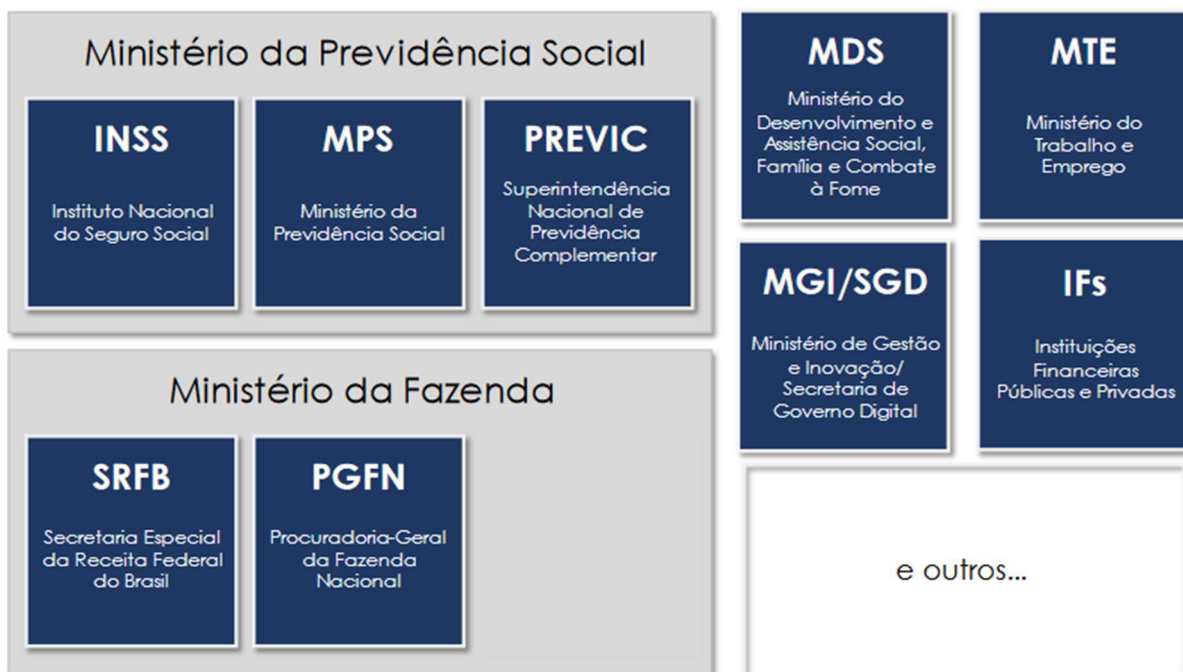 Ministério da Previdência Social
INSS
Instituto Nacional
do Seguro Social
MPS
Ministério da
Previdência Social
PREVIC
Superintendência
Nacional de
Previdência
Complementar
Ministério da Fazenda
SRFB
Secretaria Especial
da Receita Federal
do Brasil
PGFN
Procuradoria-Geral
da Fazenda
Nacional
MDS
Ministério do
Desenvolvimento e
Assistência Social,
Família e Combate
à Fome
MTE
Ministério do
Trabalho e
Emprego
MGI/SGD
Ministério de Gestão
e Inovação/
Secretaria de
Governo Digital
IFs
Instituições
Financeiras
Públicas e Privadas
e outros...